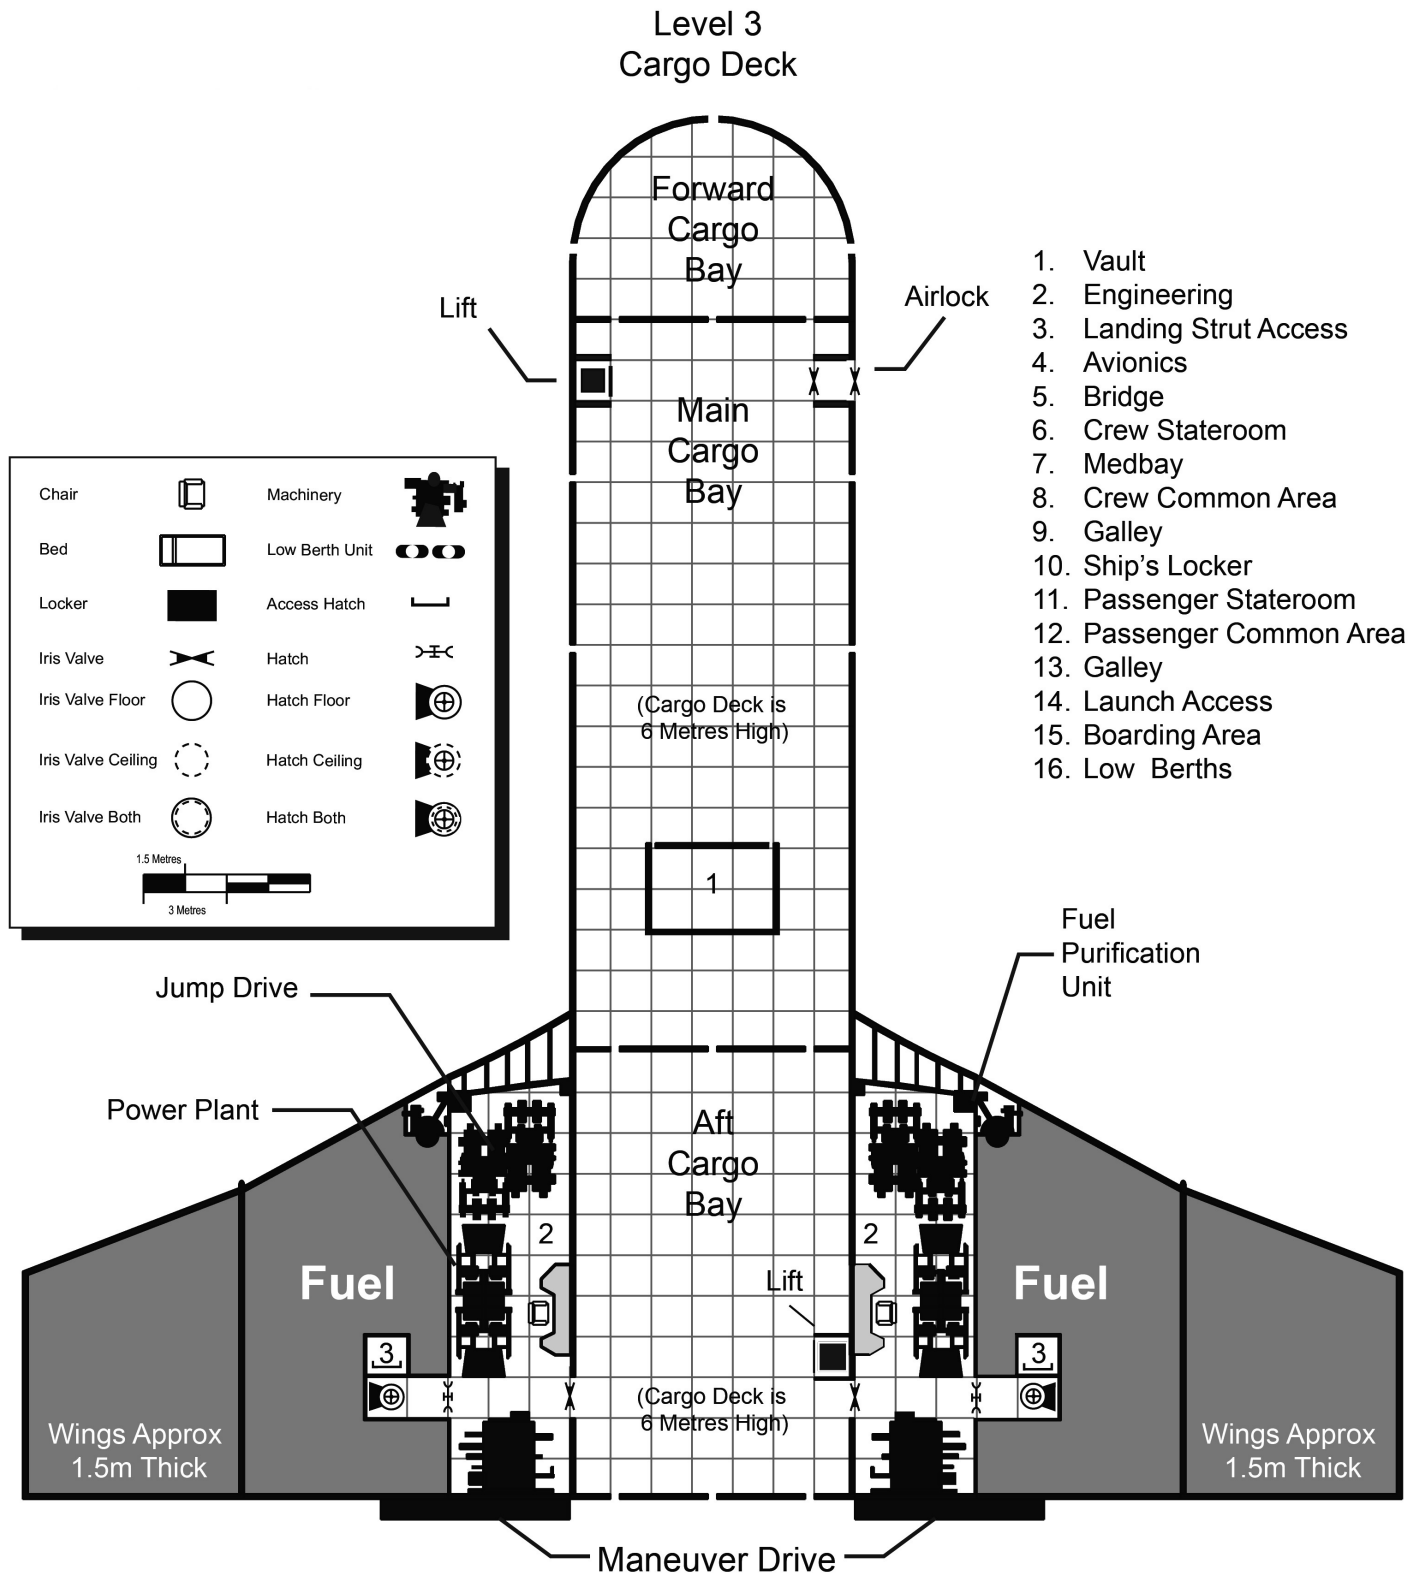 Level 3
Cargo Deck
Forward
Cargo
Bay
Lift
Airlock
Main
Cargo
Bay
1. Vault
2. Engineering
3. Landing Strut Access
4. Avionics
5. Bridge
6. Crew Stateroom
7. Medbay
8. Crew Common Area
9. Galley
10. Ship's Locker
11. Passenger Stateroom
12. Passenger Common Area
13. Galley
14. Launch Access
15. Boarding Area
16. Low Berths
Chair
Machinery
Bed
Low Berth Unit
Locker
Access Hatch
Iris Valve
Hatch
Iris Valve Floor
Hatch Floor
Iris Valve Ceiling
Hatch Ceiling
Iris Valve Both
Hatch Both
1.5 Metres
3 Metres
(Cargo Deck is
6 Metres High)
1
Fuel
Purification
Unit
Jump Drive
Power Plant
Aft
Cargo
Bay
2
2
Fuel
Lift
Fuel
3
3
(Cargo Deck is
6 Metres High)
Wings Approx
1.5m Thick
Wings Approx
1.5m Thick
Maneuver Drive